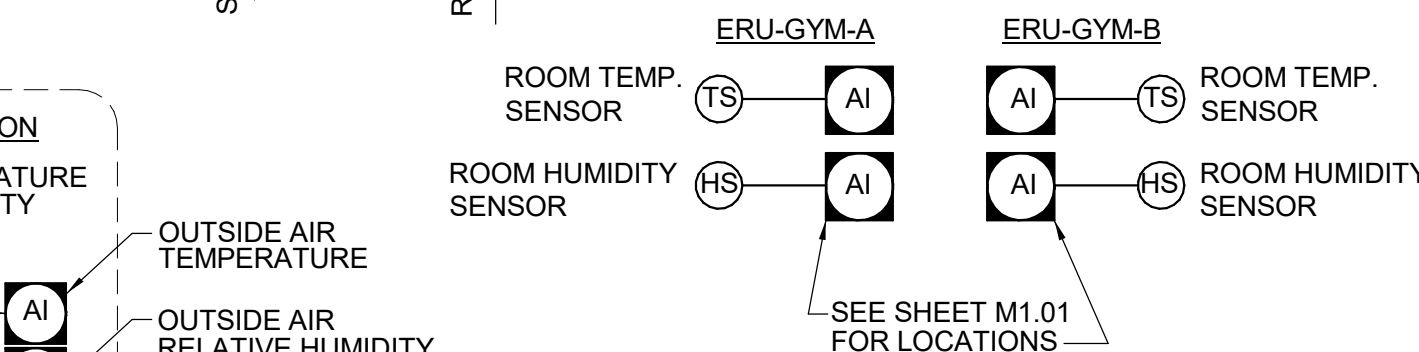 S
R
ERU-GYM-A
ERU-GYM-B
ROOM TEMP.
SENSOR
TS
AI
AI
TS
ROOM TEMP.
SENSOR
ROOM HUMIDITY
SENSOR
HS
AI
AI
HS
ROOM HUMIDITY
SENSOR
SEE SHEET M1.01
FOR LOCATIONS
ON
ATURE
TY
OUTSIDE AIR
TEMPERATURE
AI
OUTSIDE AIR
RELATIVE HUMIDITY